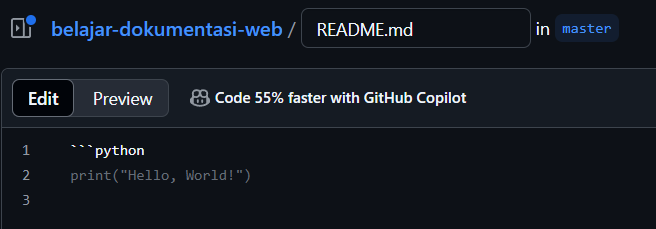 belajar-dokumentasi-web / README.md in master
Edit Preview Code 55% faster with GitHub Copilot
1 ```python
2 print("Hello, World!")
3